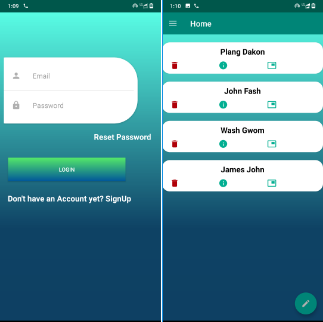 1:09
Email
Password
Reset Password
LOGIN
Don't have an Account yet? SignUp
1:10
Home
Plang Dakon
John Fash
Wash Gwom
James John